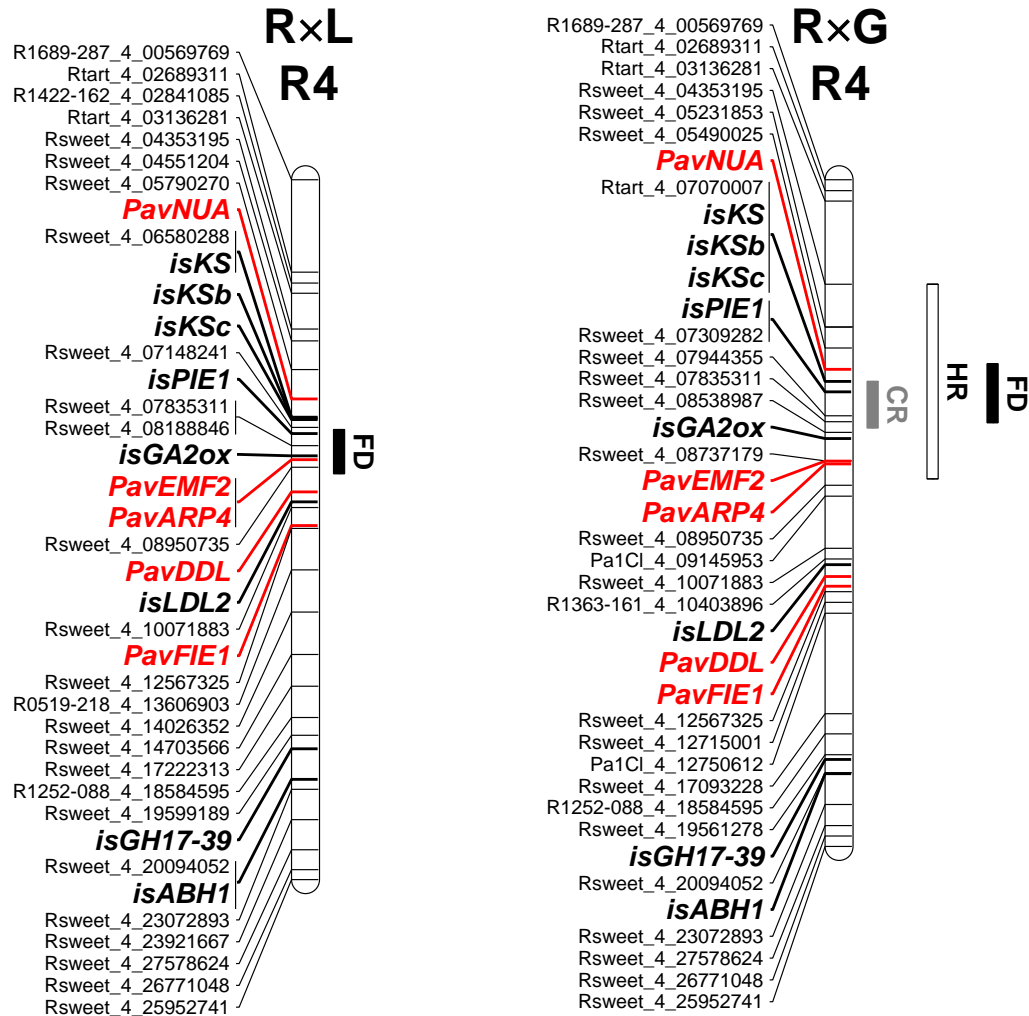 R×L
R4
R1689-287_4_00569769
Rtart_4_02689311
R1422-162_4_02841085
Rtart_4_03136281
Rsweet_4_04353195
Rsweet_4_04551204
Rsweet_4_05790270
PavNUA
Rsweet_4_06580288
isKS
isKSb
isKSc
Rsweet_4_07148241
isPIE1
Rsweet_4_07835311
Rsweet_4_08188846
isGA2ox
PavEMF2
PavARP4
Rsweet_4_08950735
PavDDL
isLDL2
Rsweet_4_10071883
PavFIE1
Rsweet_4_12567325
R0519-218_4_13606903
Rsweet_4_14026352
Rsweet_4_14703566
Rsweet_4_17222313
R1252-088_4_18584595
Rsweet_4_19599189
isGH17-39
Rsweet_4_20094052
isABH1
Rsweet_4_23072893
Rsweet_4_23921667
Rsweet_4_27578624
Rsweet_4_26771048
Rsweet_4_25952741
FD
R×G
R4
R1689-287_4_00569769
Rtart_4_02689311
Rtart_4_03136281
Rsweet_4_04353195
Rsweet_4_05231853
Rsweet_4_05490025
PavNUA
Rtart_4_07070007
isKS
isKSb
isKSc
isPIE1
Rsweet_4_07309282
Rsweet_4_07944355
Rsweet_4_07835311
Rsweet_4_08538987
isGA2ox
Rsweet_4_08737179
PavEMF2
PavARP4
Rsweet_4_08950735
Pa1Cl_4_09145953
Rsweet_4_10071883
R1363-161_4_10403896
isLDL2
PavDDL
PavFIE1
Rsweet_4_12567325
Rsweet_4_12715001
Pa1Cl_4_12750612
Rsweet_4_17093228
R1252-088_4_18584595
Rsweet_4_19561278
isGH17-39
Rsweet_4_20094052
isABH1
Rsweet_4_23072893
Rsweet_4_27578624
Rsweet_4_26771048
Rsweet_4_25952741
CR
HR
FD